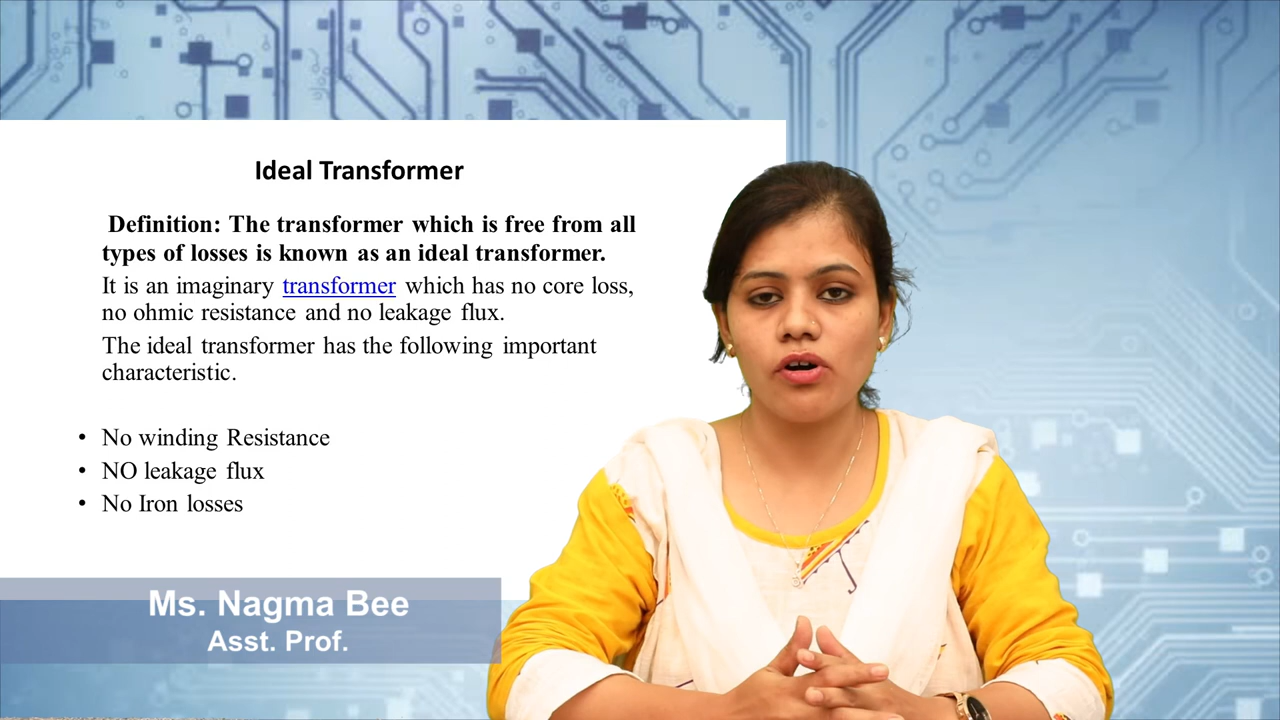 Ideal Transformer
Definition: The transformer which is free from all
types of losses is known as an ideal transformer.
It is an imaginary transformer which has no core loss,
no ohmic resistance and no leakage flux.
The ideal transformer has the following important
characteristic.
• No winding Resistance
• NO leakage flux
• No Iron losses
Ms. Nagma Bee
Asst. Prof.